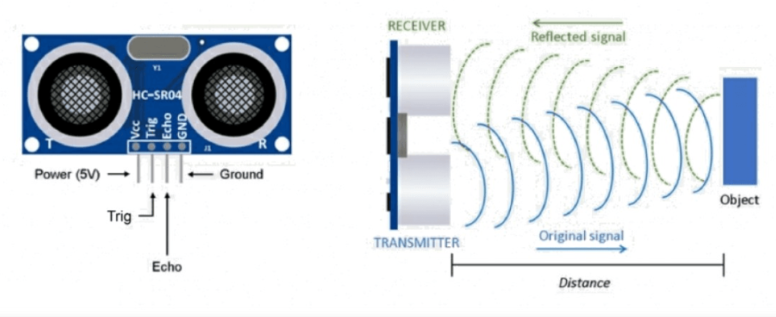 Y1
HC-SR04
Vcc
Trig
Echo
GND
T
J1
R
Power (5V)
Ground
Trig
Echo
RECEIVER
Reflected signal
Object
TRANSMITTER
Original signal
Distance